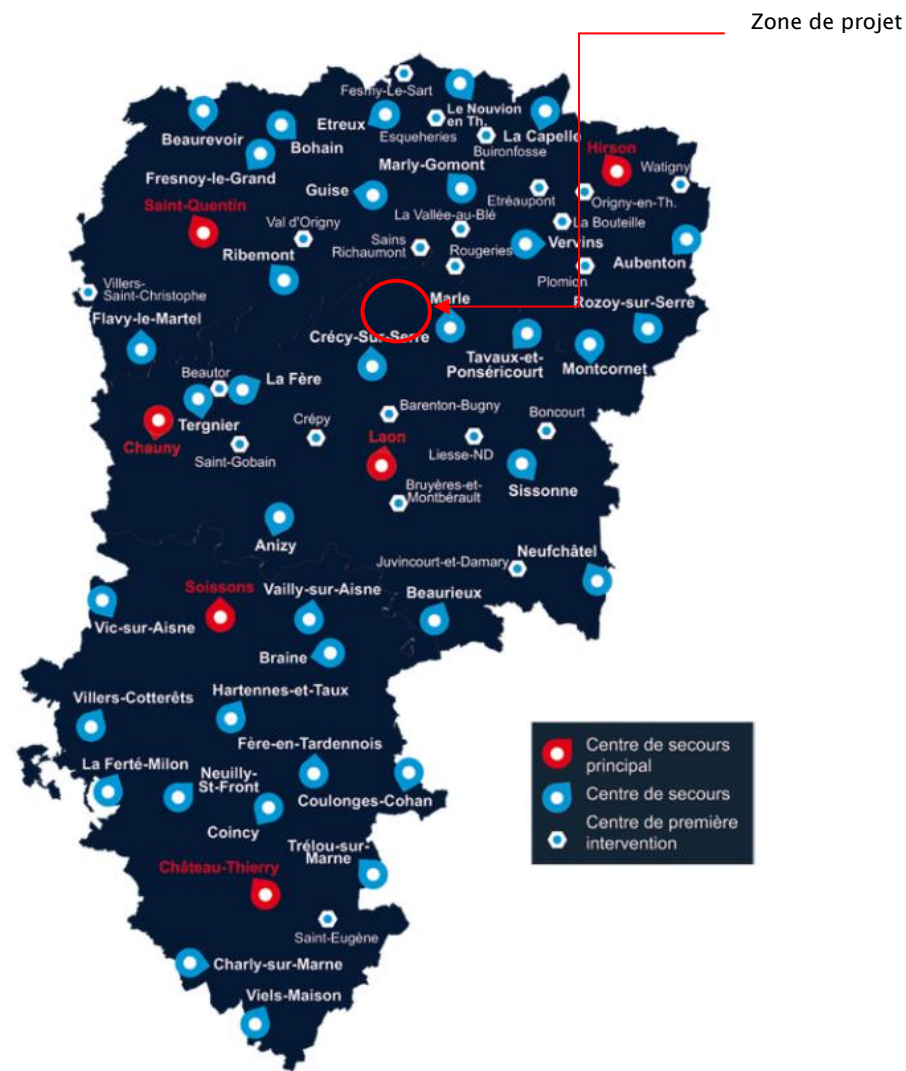 Zone de projet
Fesmy-Le-Sart
Le Nouvion
en Th.
Etreux
Esqueheries
La Capelle
Buironfosse
Beaurevoir
Bohain
Fresnoy-le-Grand
Marly-Gomont
Hirson
Watigny
Guise
Etréaupont
Origny-en-Th.
Saint-Quentin
Val d'Origny
La Vallée-au-Blé
La Bouteille
Ribemont
Sains
Richaumont
Rougeries
Vervins
Aubenton
Plomion
Villers-
Saint-Christophe
Marle
Rozoy-sur-Serre
Flavy-le-Martel
Crécy-Sur-Serre
Tavaux-et-
Ponséricourt
Montcornet
Beautor
La Fère
Tergnier
Crépy
Barenton-Bugny
Boncourt
Chauny
Saint-Gobain
Laon
Liesse-ND
Sissonne
Bruyères-et-
Montbérault
Anizy
Juvincourt-et-Damary
Neufchâtel
Soissons
Vailly-sur-Aisne
Beaurieux
Vic-sur-Aisne
Braine
Villers-Cotterêts
Hartennes-et-Taux
Fère-en-Tardennois
La Ferté-Milon
Neuilly-
St-Front
Coulonges-Cohan
Coincy
Trélou-sur-
Marne
Château-Thierry
Saint-Eugène
Charly-sur-Marne
Viels-Maison
Centre de secours
principal
Centre de secours
Centre de première
intervention